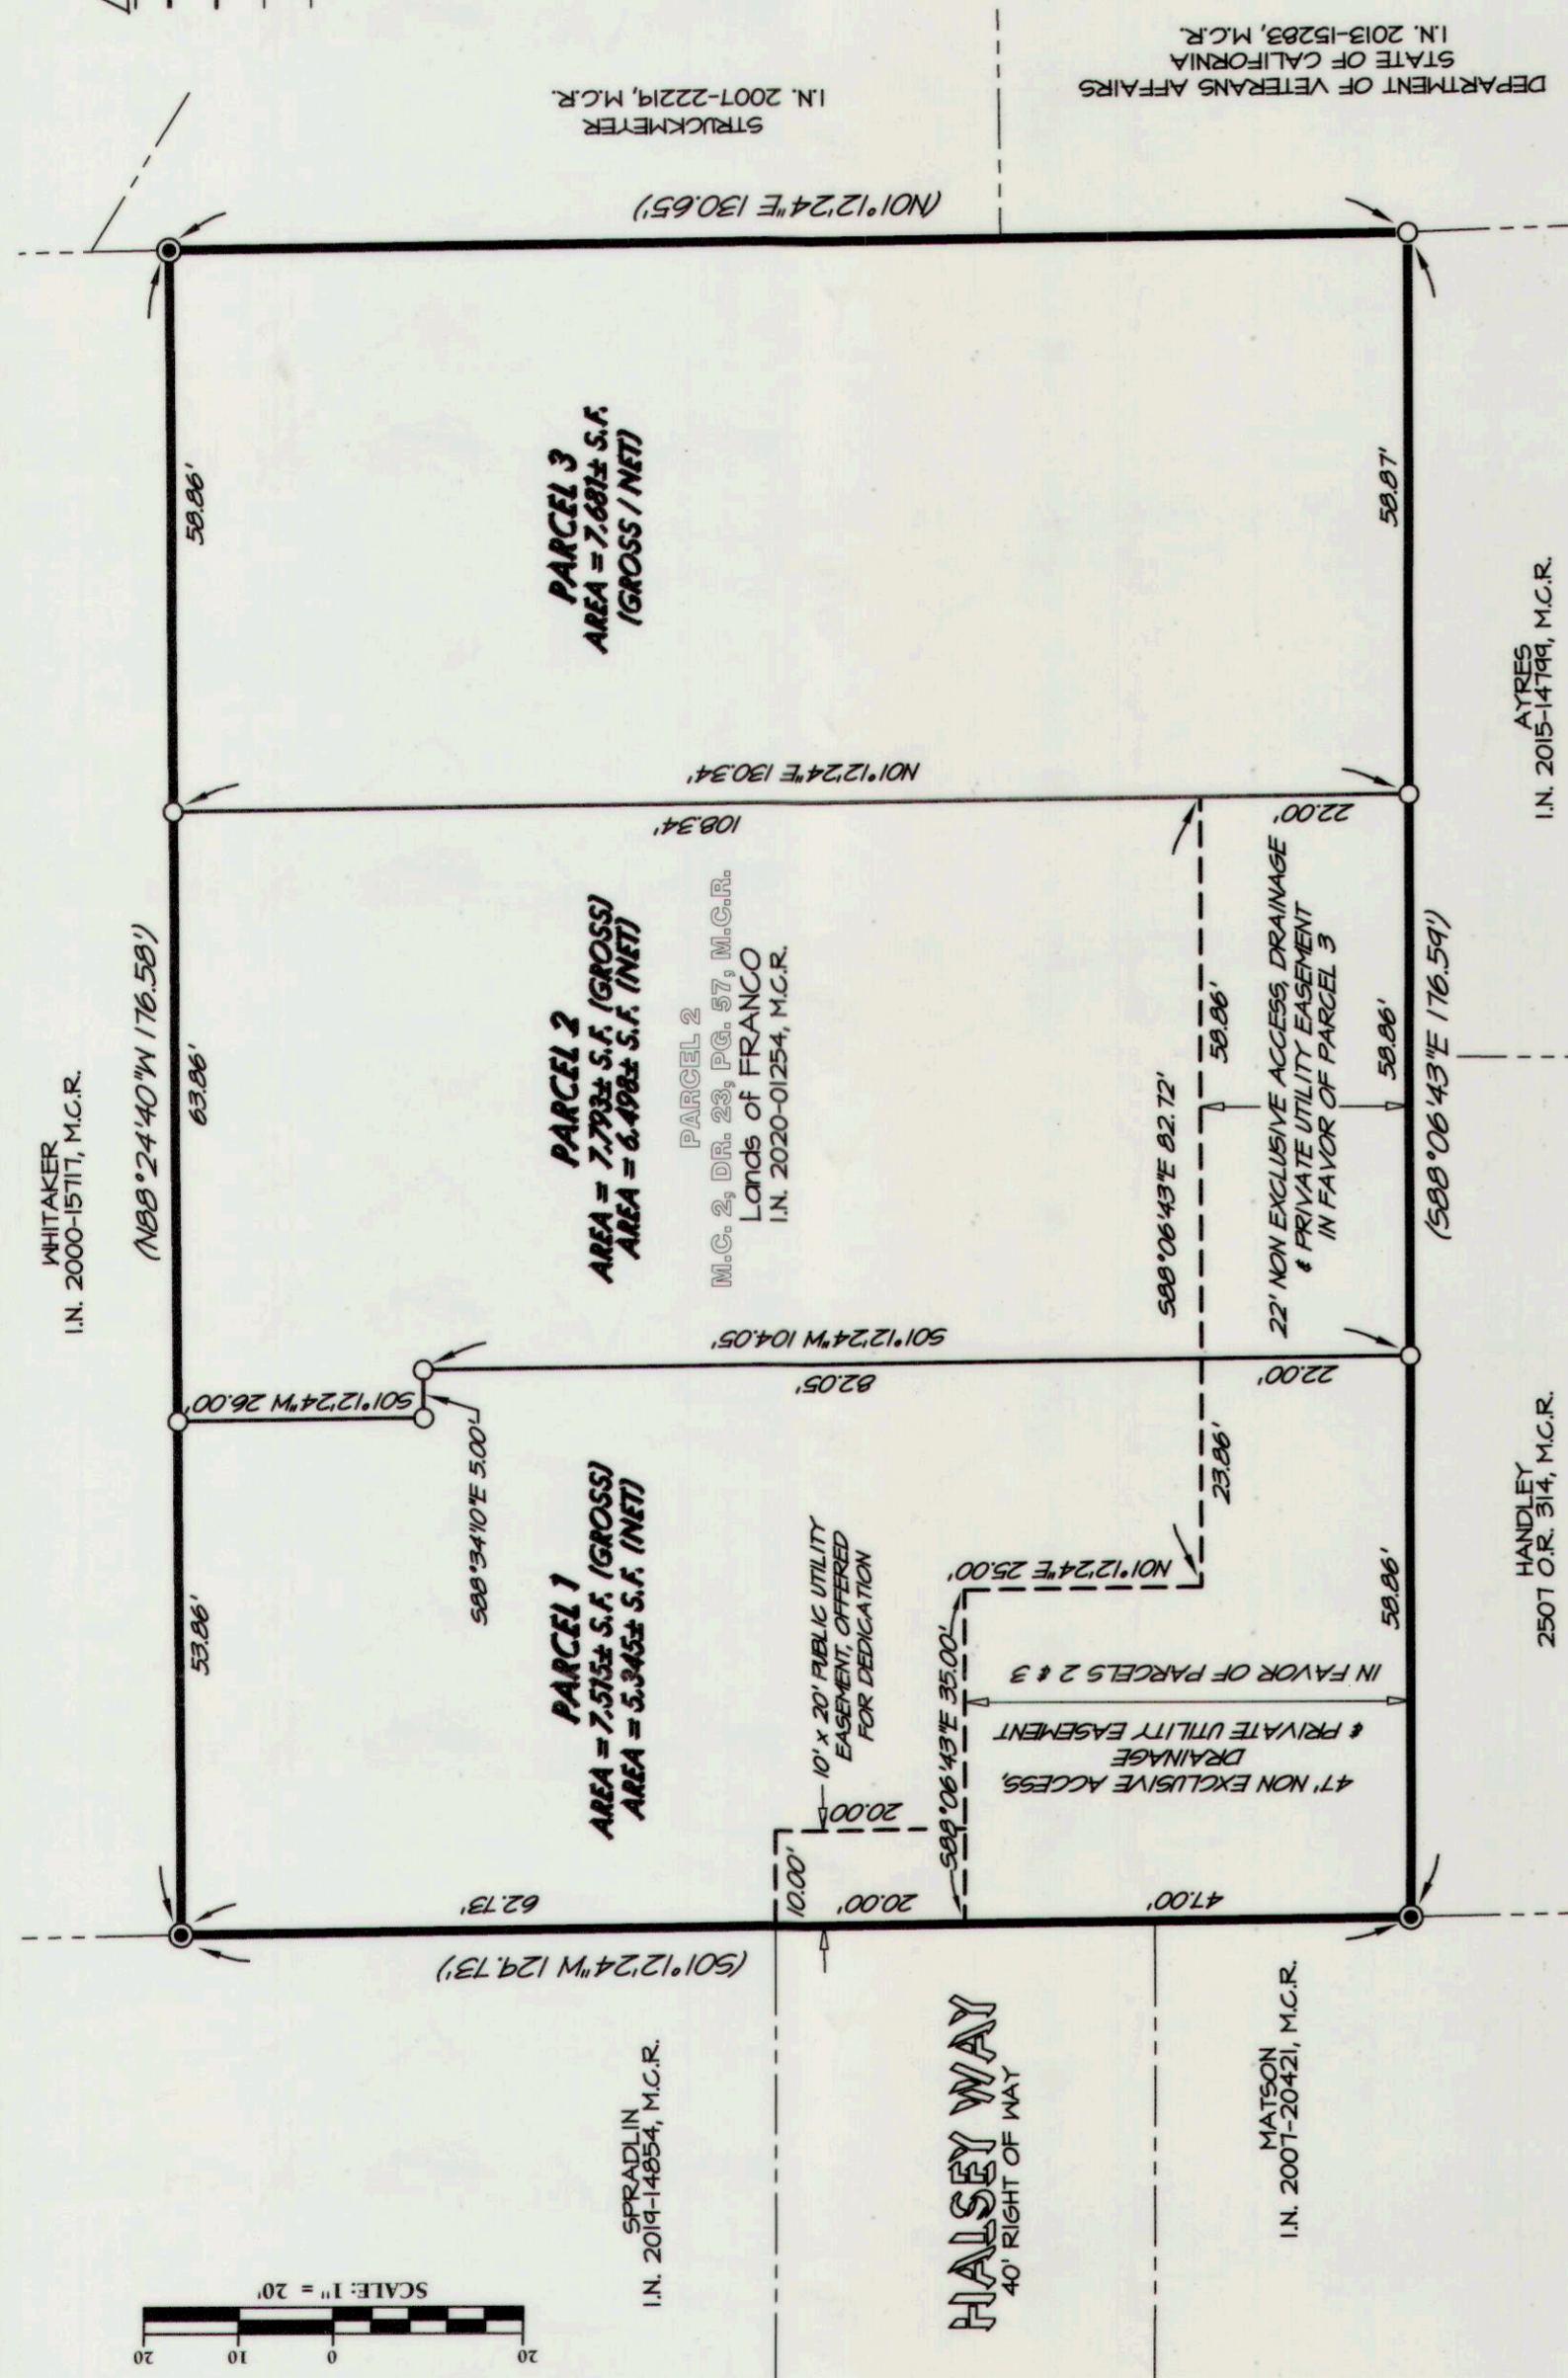 DEPARTMENT OF VETERANS AFFAIRS
STATE OF CALIFORNIA
I.N. 2013-15283, M.C.R.
STRUCKMEYER
I.N. 2007-22219, M.C.R.
(N01°12'24"E 130.65')
58.86'
PARCEL 3
AREA = 7,681± S.F.
(GROSS / NET)
58.87'
AYRES
I.N. 2015-14799, M.C.R.
N01°12'24"E 130.34'
108.34'
22.00'
WHITAKER
I.N. 2000-15717, M.C.R.
(N88°24'40"W 176.58')
63.86'
PARCEL 2
AREA = 7,793± S.F. (GROSS)
AREA = 6,498± S.F. (NET)
PARCEL 2
M.C. 2, DR. 23, PG. 57, M.C.R.
Lands of FRANCO
I.N. 2020-01254, M.C.R.
S88°06'43"E 82.72'
58.86'
22' NON EXCLUSIVE ACCESS, DRAINAGE
& PRIVATE UTILITY EASEMENT
IN FAVOR OF PARCEL 3
58.86'
(S88°06'43"E 176.59')
S01°12'24"W 104.05'
82.05'
22.00'
S01°12'24"W 26.00'
S88°34'10"E 5.00'
53.86'
PARCEL 1
AREA = 7,515± S.F. (GROSS)
AREA = 5,345± S.F. (NET)
10' x 20' PUBLIC UTILITY
EASEMENT, OFFERED
FOR DEDICATION
23.86'
N01°12'24"E 25.00'
S88°06'43"E 35.00'
47' NON EXCLUSIVE ACCESS,
DRAINAGE
& PRIVATE UTILITY EASEMENT
IN FAVOR OF PARCELS 2 & 3
58.86'
HANDLEY
2507 O.R. 314, M.C.R.
20.00'
10.00'
62.73'
20.00'
47.00'
(S01°12'24"W 129.73')
SPRADLIN
I.N. 2019-14854, M.C.R.
HALSEY WAY
40' RIGHT OF WAY
MATSON
I.N. 2007-20421, M.C.R.
SCALE: 1" = 20'
20 10 0 20